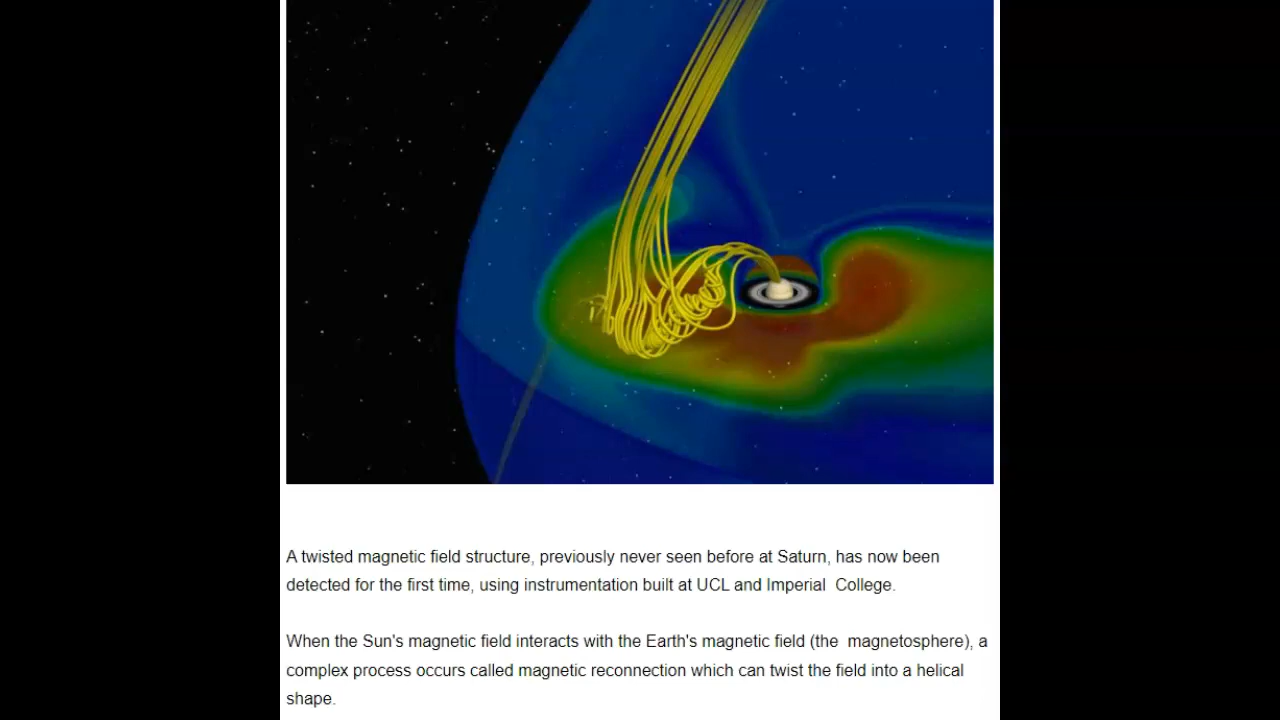 A twisted magnetic field structure, previously never seen before at Saturn, has now been
detected for the first time, using instrumentation built at UCL and Imperial  College.
When the Sun's magnetic field interacts with the Earth's magnetic field (the  magnetosphere), a
complex process occurs called magnetic reconnection which can twist the field into a helical
shape.